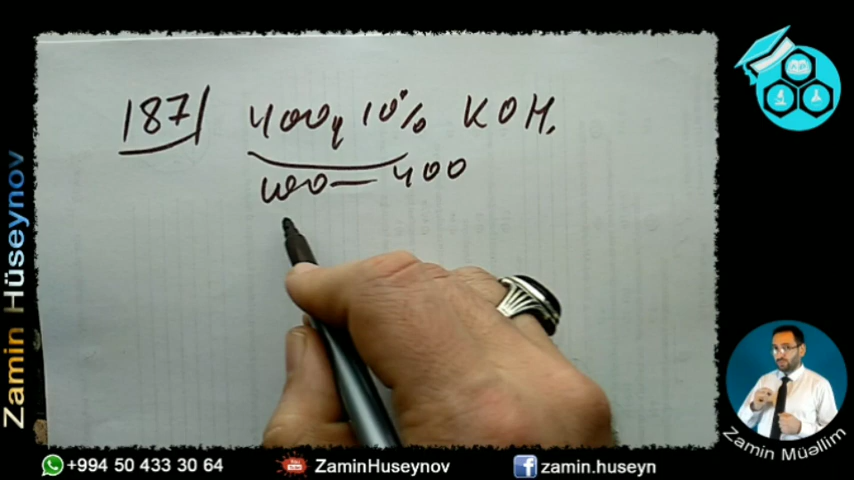 187 400q 10% KOH.
100 — 400
Zamin Hüseynov
Zamin Müəllim
+994 50 433 30 64 ZaminHuseynov zamin.huseyn